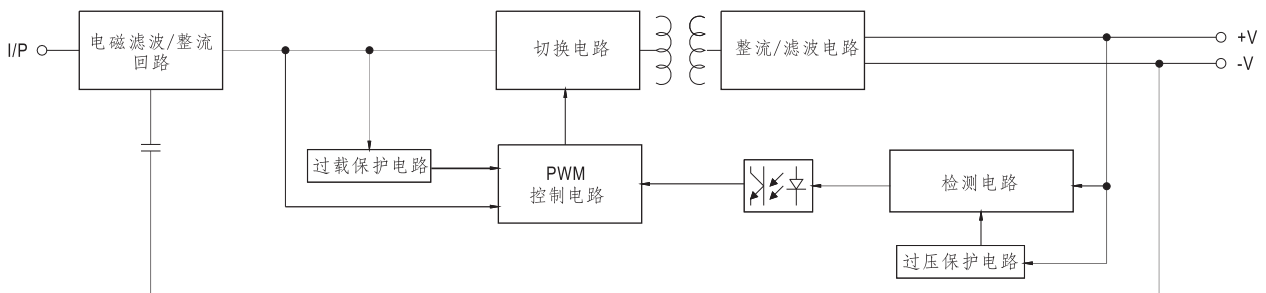 I/P
电磁滤波/整流
回路
切换电路
整流/滤波电路
+V
-V
过载保护电路
PWM
控制电路
检测电路
过压保护电路